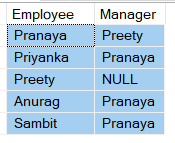 Employee Manager
Pranaya Preety
Priyanka Pranaya
Preety NULL
Anurag Pranaya
Sambit Pranaya